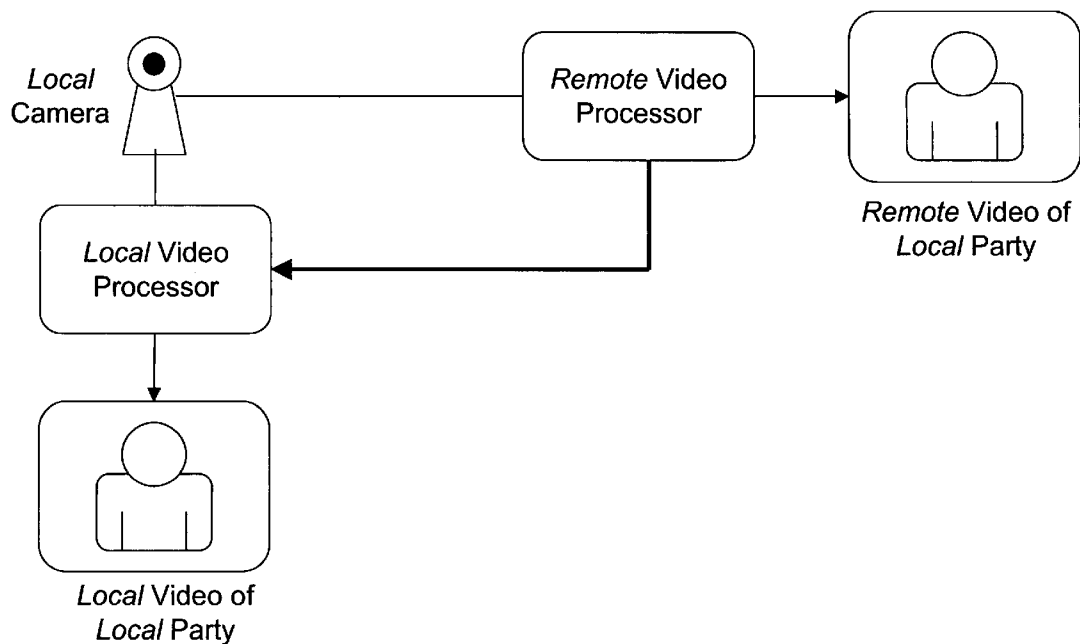 Local
Camera
Remote Video
Processor
Remote Video of
Local Party
Local Video
Processor
Local Video of
Local Party